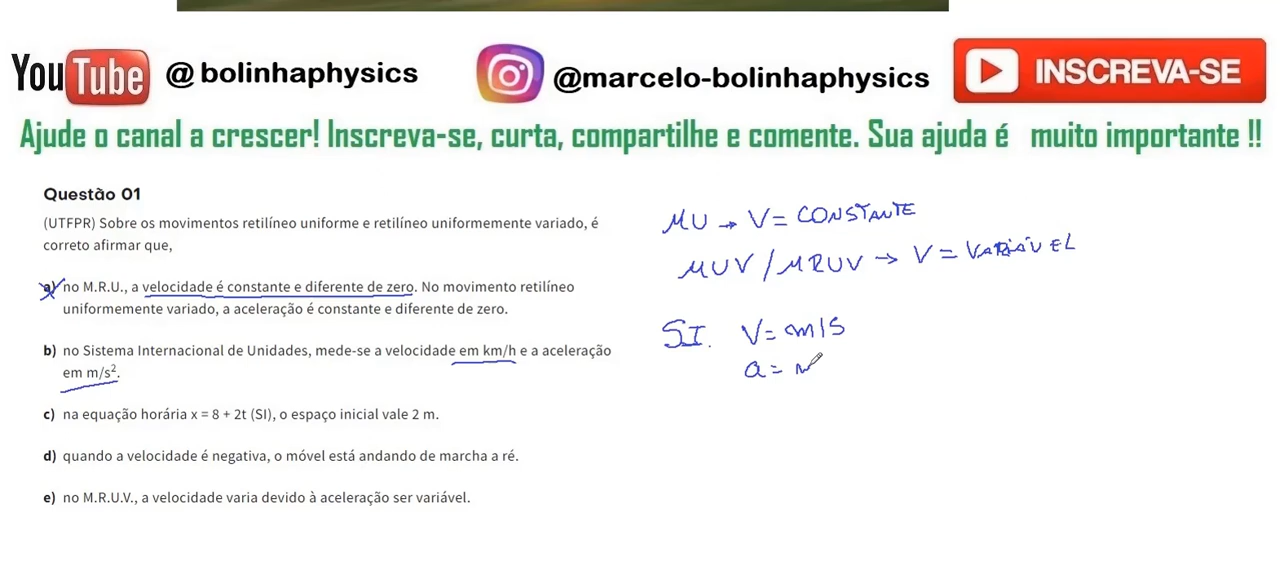 YouTube @bolinhaphysics @marcelo-bolinhaphysics INSCREVA-SE
Ajude o canal a crescer! Inscreva-se, curta, compartilhe e comente. Sua ajuda é muito importante !!
Questão 01
(UTFPR) Sobre os movimentos retilíneo uniforme e retilíneo uniformemente variado, é
correto afirmar que,
a) no M.R.U., a velocidade é constante e diferente de zero. No movimento retilíneo
uniformemente variado, a aceleração é constante e diferente de zero.
b) no Sistema Internacional de Unidades, mede-se a velocidade em km/h e a aceleração
em m/s².
c) na equação horária x = 8 + 2t (SI), o espaço inicial vale 2 m.
d) quando a velocidade é negativa, o móvel está andando de marcha a ré.
e) no M.R.U.V., a velocidade varia devido à aceleração ser variável.
MU → V = CONSTANTE
MUV / MRUV → V = VARIÁVEL
SI. V = m/s
a = m